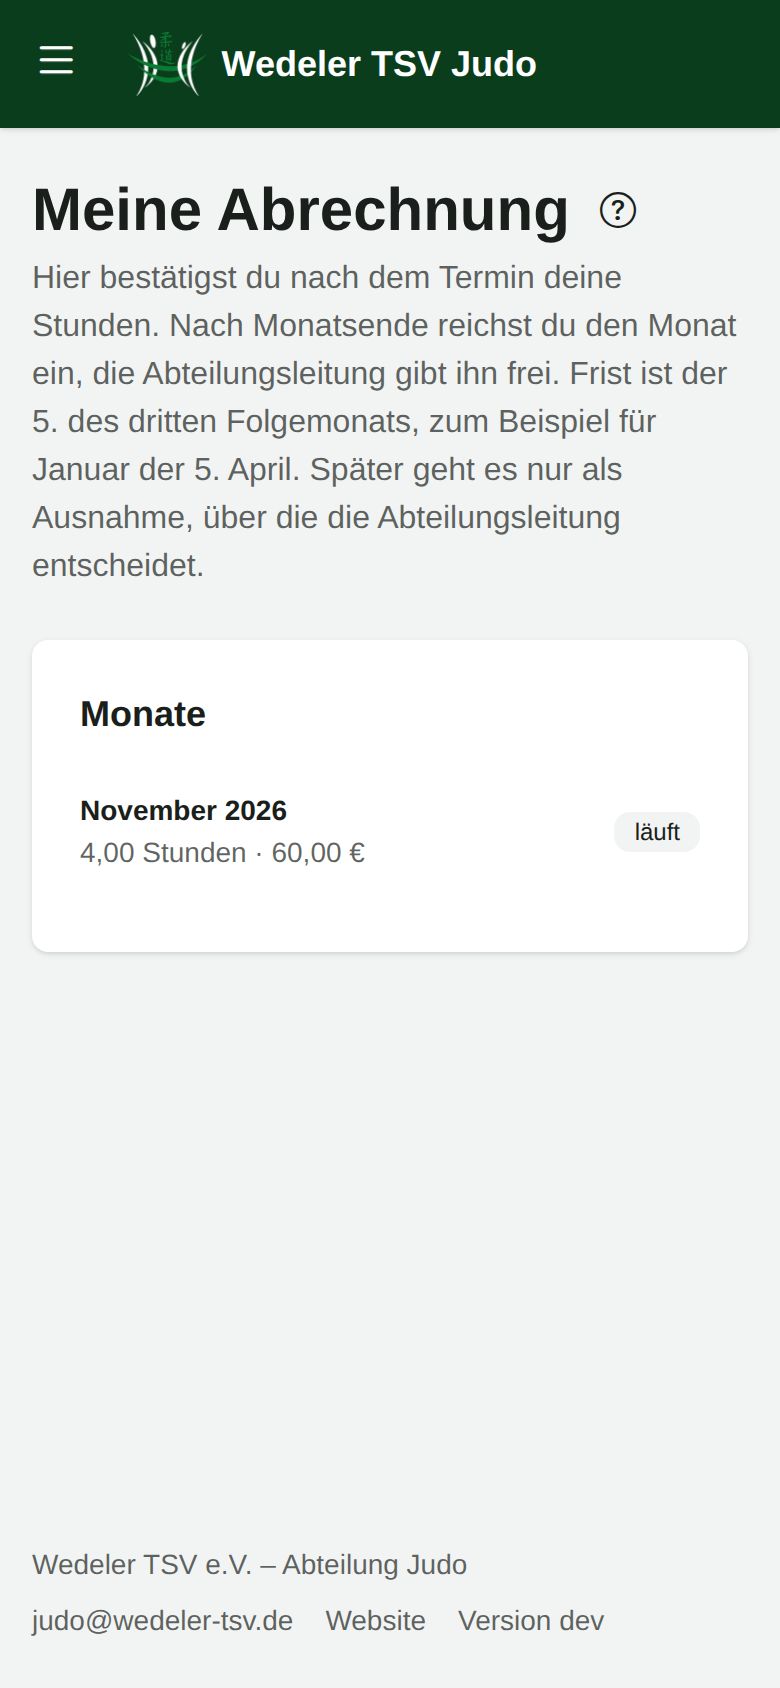 柔道
Wedeler TSV Judo
Meine Abrechnung ?
Hier bestätigst du nach dem Termin deine
Stunden. Nach Monatsende reichst du den Monat
ein, die Abteilungsleitung gibt ihn frei. Frist ist der
5. des dritten Folgemonats, zum Beispiel für
Januar der 5. April. Später geht es nur als
Ausnahme, über die die Abteilungsleitung
entscheidet.
Monate
November 2026
4,00 Stunden · 60,00 €
läuft
Wedeler TSV e.V. – Abteilung Judo
judo@wedeler-tsv.de Website Version dev